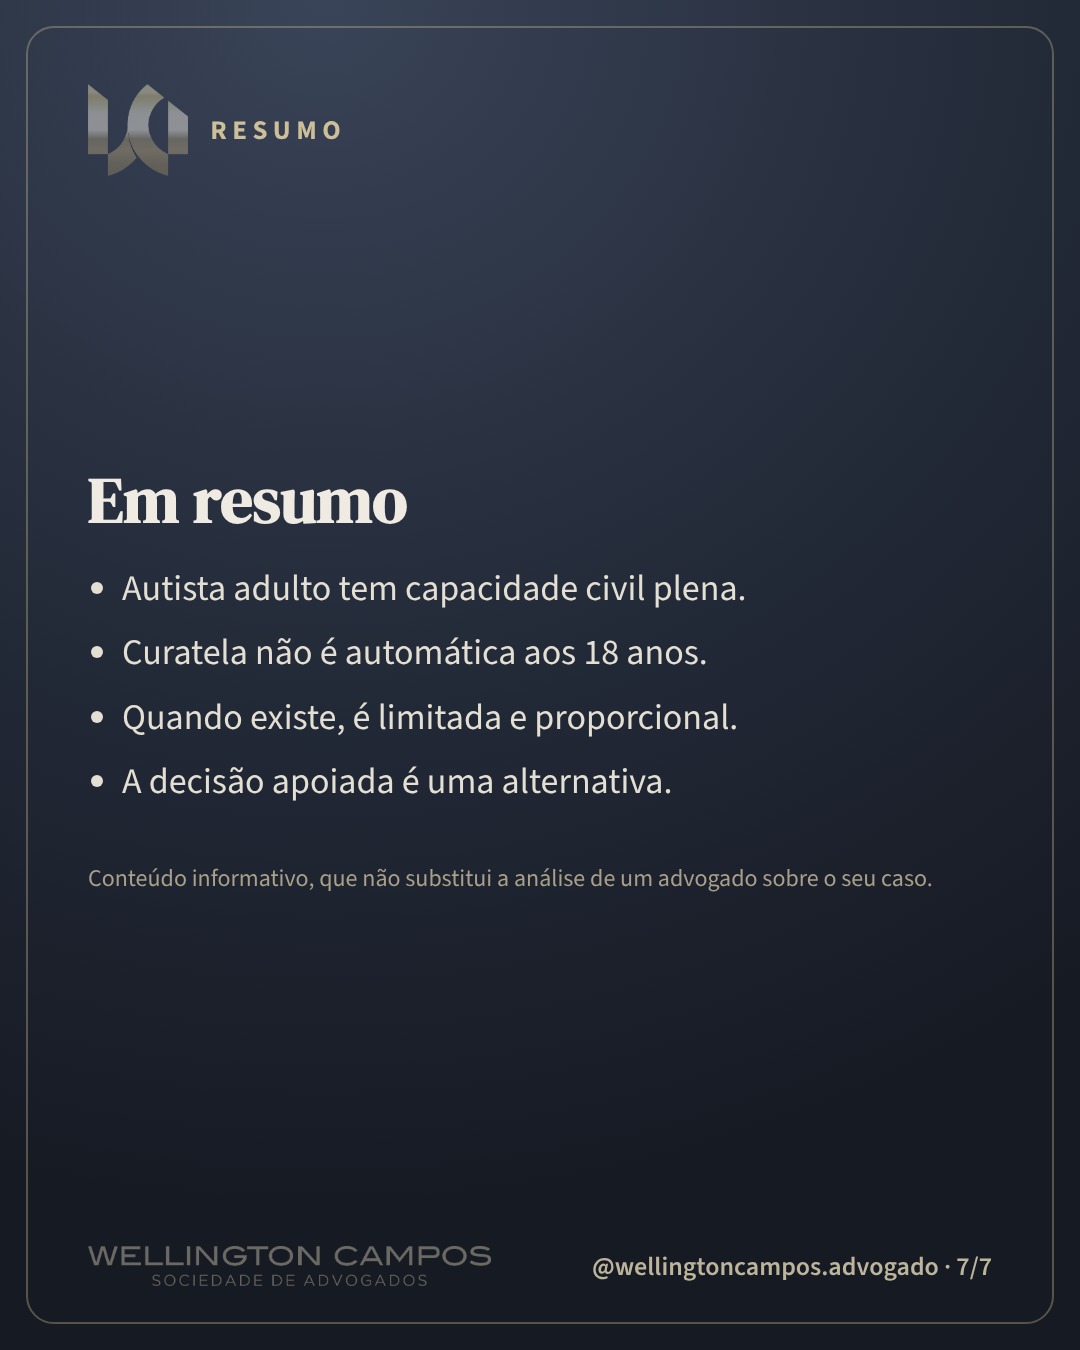 RESUMO
Em resumo
• Autista adulto tem capacidade civil plena.
• Curatela não é automática aos 18 anos.
• Quando existe, é limitada e proporcional.
• A decisão apoiada é uma alternativa.
Conteúdo informativo, que não substitui a análise de um advogado sobre o seu caso.
WELLINGTON CAMPOS
SOCIEDADE DE ADVOGADOS
@wellingtoncampos.advogado · 7/7